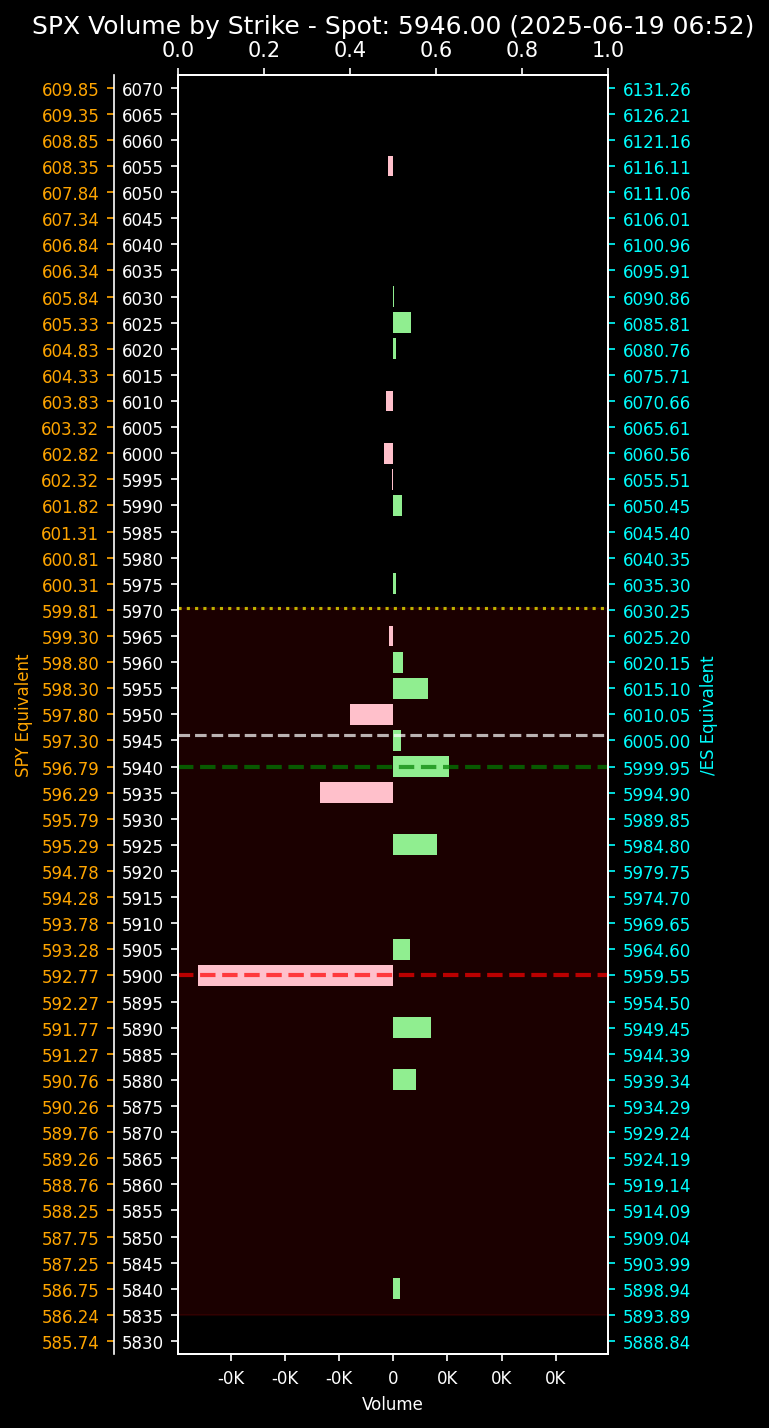 SPX Volume by Strike - Spot: 5946.00 (2025-06-19 06:52)
0.0 0.2 0.4 0.6 0.8 1.0
609.85 6070 6131.26
609.35 6065 6126.21
608.85 6060 6121.16
608.35 6055 6116.11
607.84 6050 6111.06
607.34 6045 6106.01
606.84 6040 6100.96
606.34 6035 6095.91
605.84 6030 6090.86
605.33 6025 6085.81
604.83 6020 6080.76
604.33 6015 6075.71
603.83 6010 6070.66
603.32 6005 6065.61
602.82 6000 6060.56
602.32 5995 6055.51
601.82 5990 6050.45
601.31 5985 6045.40
600.81 5980 6040.35
600.31 5975 6035.30
599.81 5970 6030.25
599.30 5965 6025.20
598.80 5960 6020.15
598.30 5955 6015.10
597.80 5950 6010.05
597.30 5945 6005.00
596.79 5940 5999.95
596.29 5935 5994.90
595.79 5930 5989.85
595.29 5925 5984.80
594.78 5920 5979.75
594.28 5915 5974.70
593.78 5910 5969.65
593.28 5905 5964.60
592.77 5900 5959.55
592.27 5895 5954.50
591.77 5890 5949.45
591.27 5885 5944.39
590.76 5880 5939.34
590.26 5875 5934.29
589.76 5870 5929.24
589.26 5865 5924.19
588.76 5860 5919.14
588.25 5855 5914.09
587.75 5850 5909.04
587.25 5845 5903.99
586.75 5840 5898.94
586.24 5835 5893.89
585.74 5830 5888.84
SPY Equivalent
/ES Equivalent
-0K -0K -0K 0 0K 0K 0K
Volume